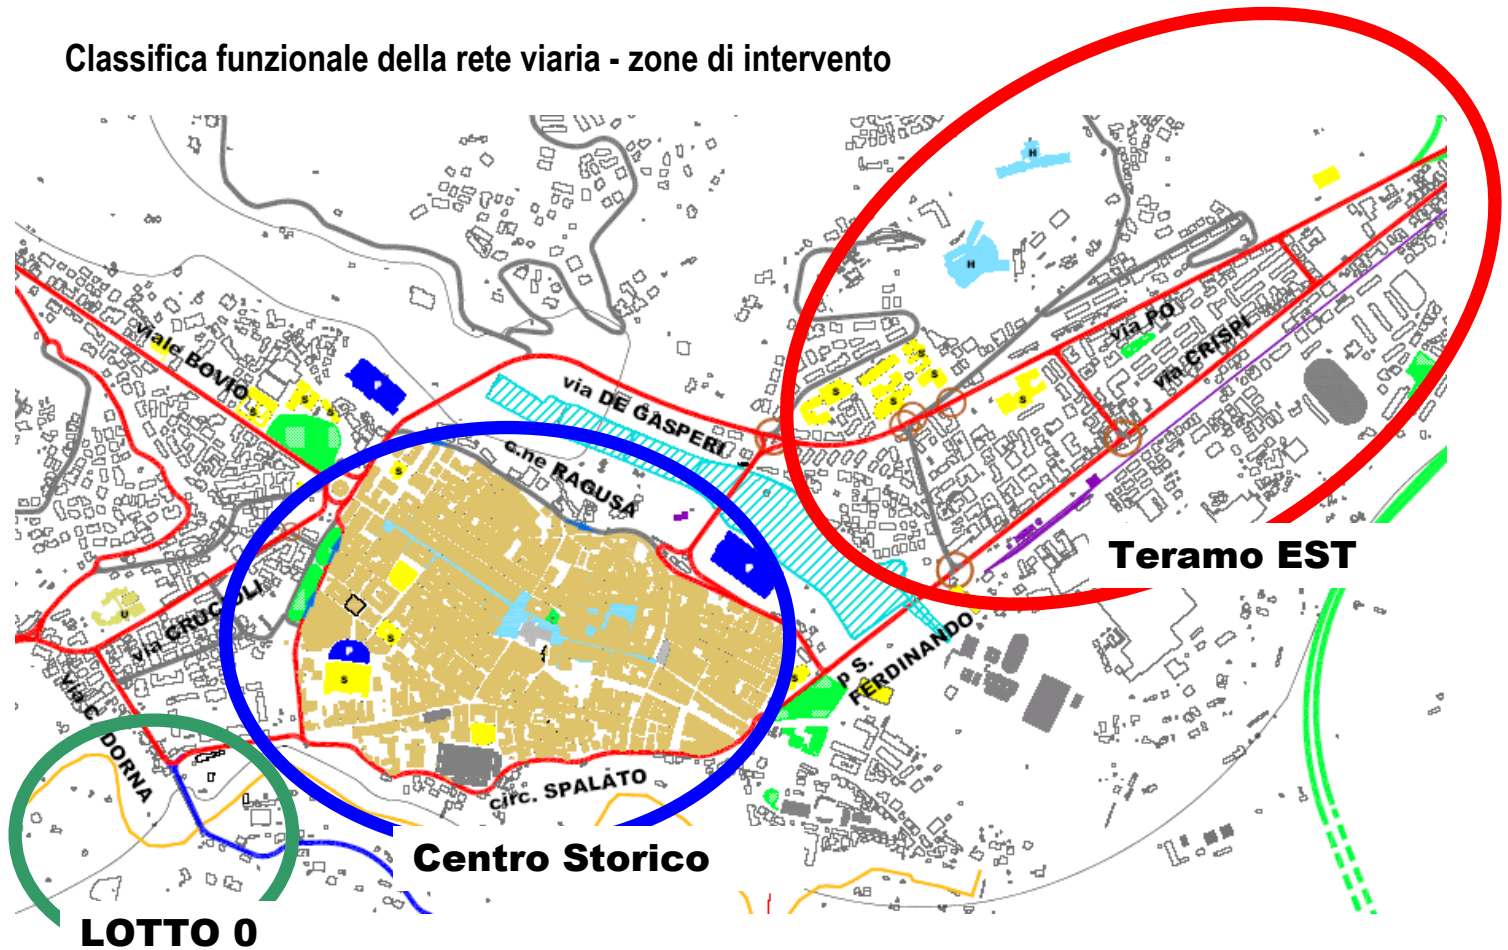 Classifica funzionale della rete viaria - zone di intervento
H
H
viale BOVIO
via DE GASPERI
c.ne RAGUSA
via PO
via CRISPI
S
S
S
S
S
S
S
S
P
S
P
Teramo EST
U
via CRUCIOLI
S
P
S
S
P. S.
FERDINANDO
via C
DORNA
circ. SPALATO
Centro Storico
LOTTO 0